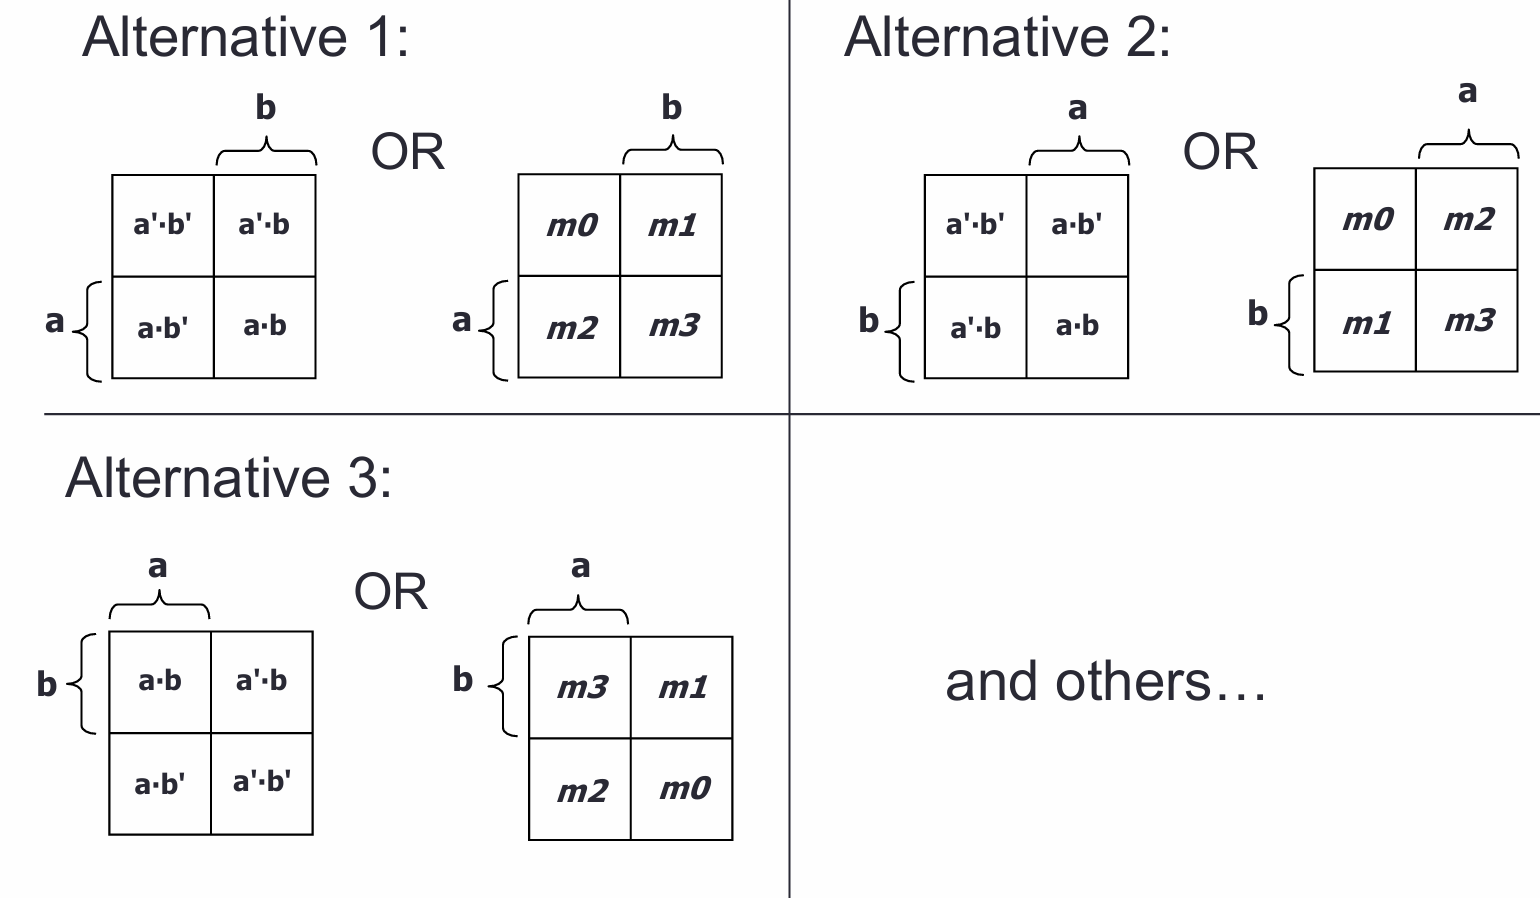 Alternative 1:
b
OR
b
a'·b' a'·b
m0 m1
a
a·b' a·b
a
m2 m3
Alternative 2:
a
OR
a
a'·b' a·b'
m0 m2
b
a'·b a·b
b
m1 m3
Alternative 3:
a
OR
a
b
a·b a'·b
b
m3 m1
a·b' a'·b'
m2 m0
and others…